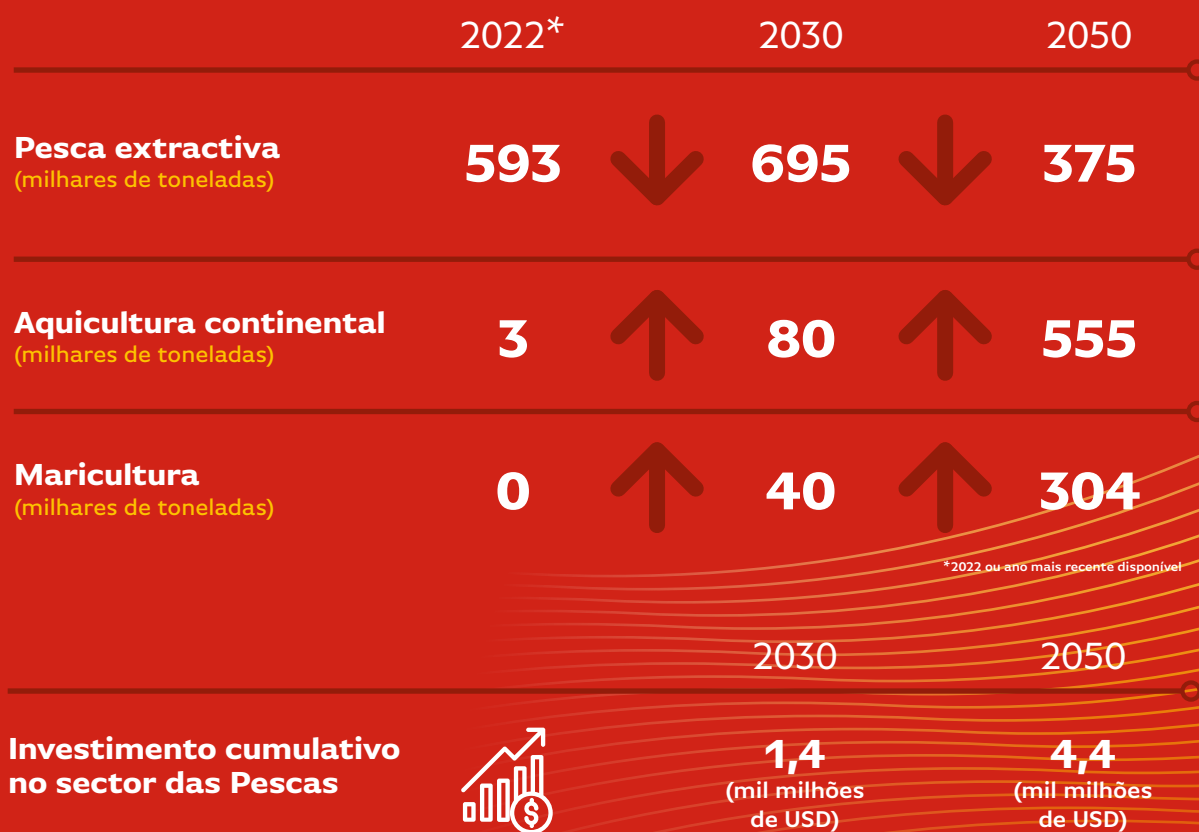 2022* 2030 2050
Pesca extractiva
(milhares de toneladas)
593 695 375
Aquicultura continental
(milhares de toneladas)
3 80 555
Maricultura
(milhares de toneladas)
0 40 304
*2022 ou ano mais recente disponível
2030 2050
Investimento cumulativo
no sector das Pescas
$
1,4 4,4
(mil milhões (mil milhões
de USD) de USD)